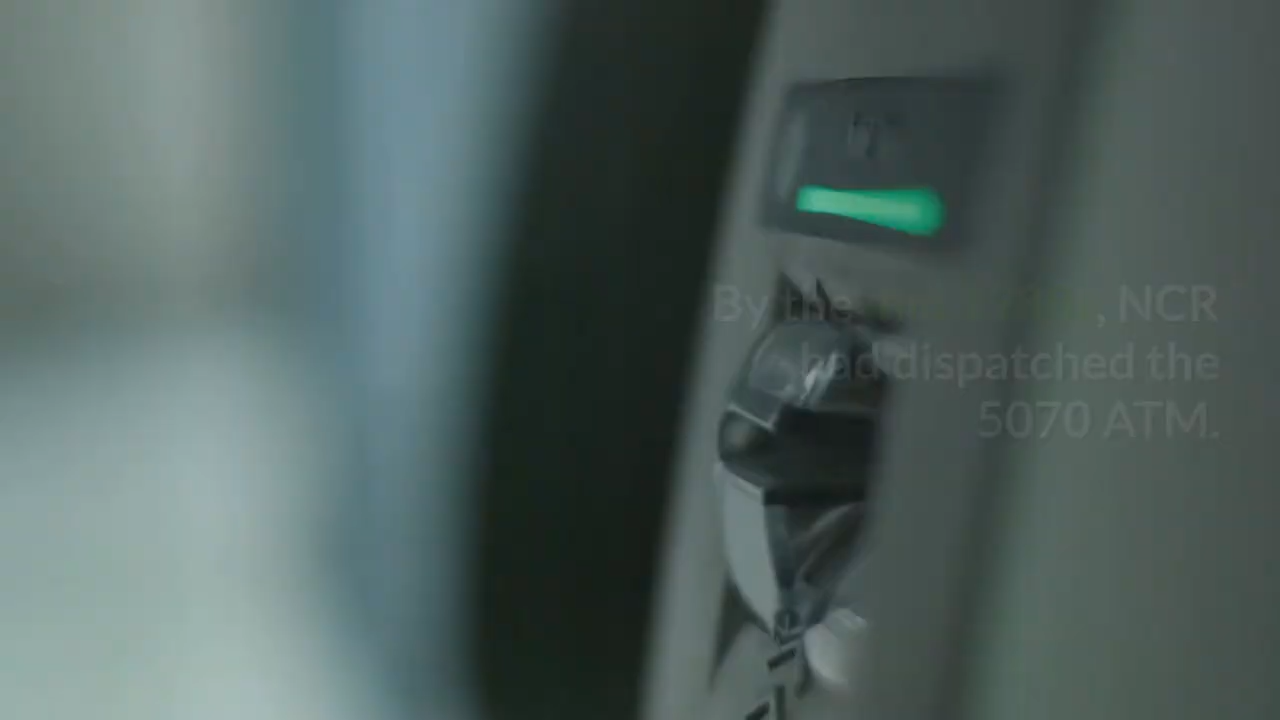 By the , NCR
had dispatched the
5070 ATM.